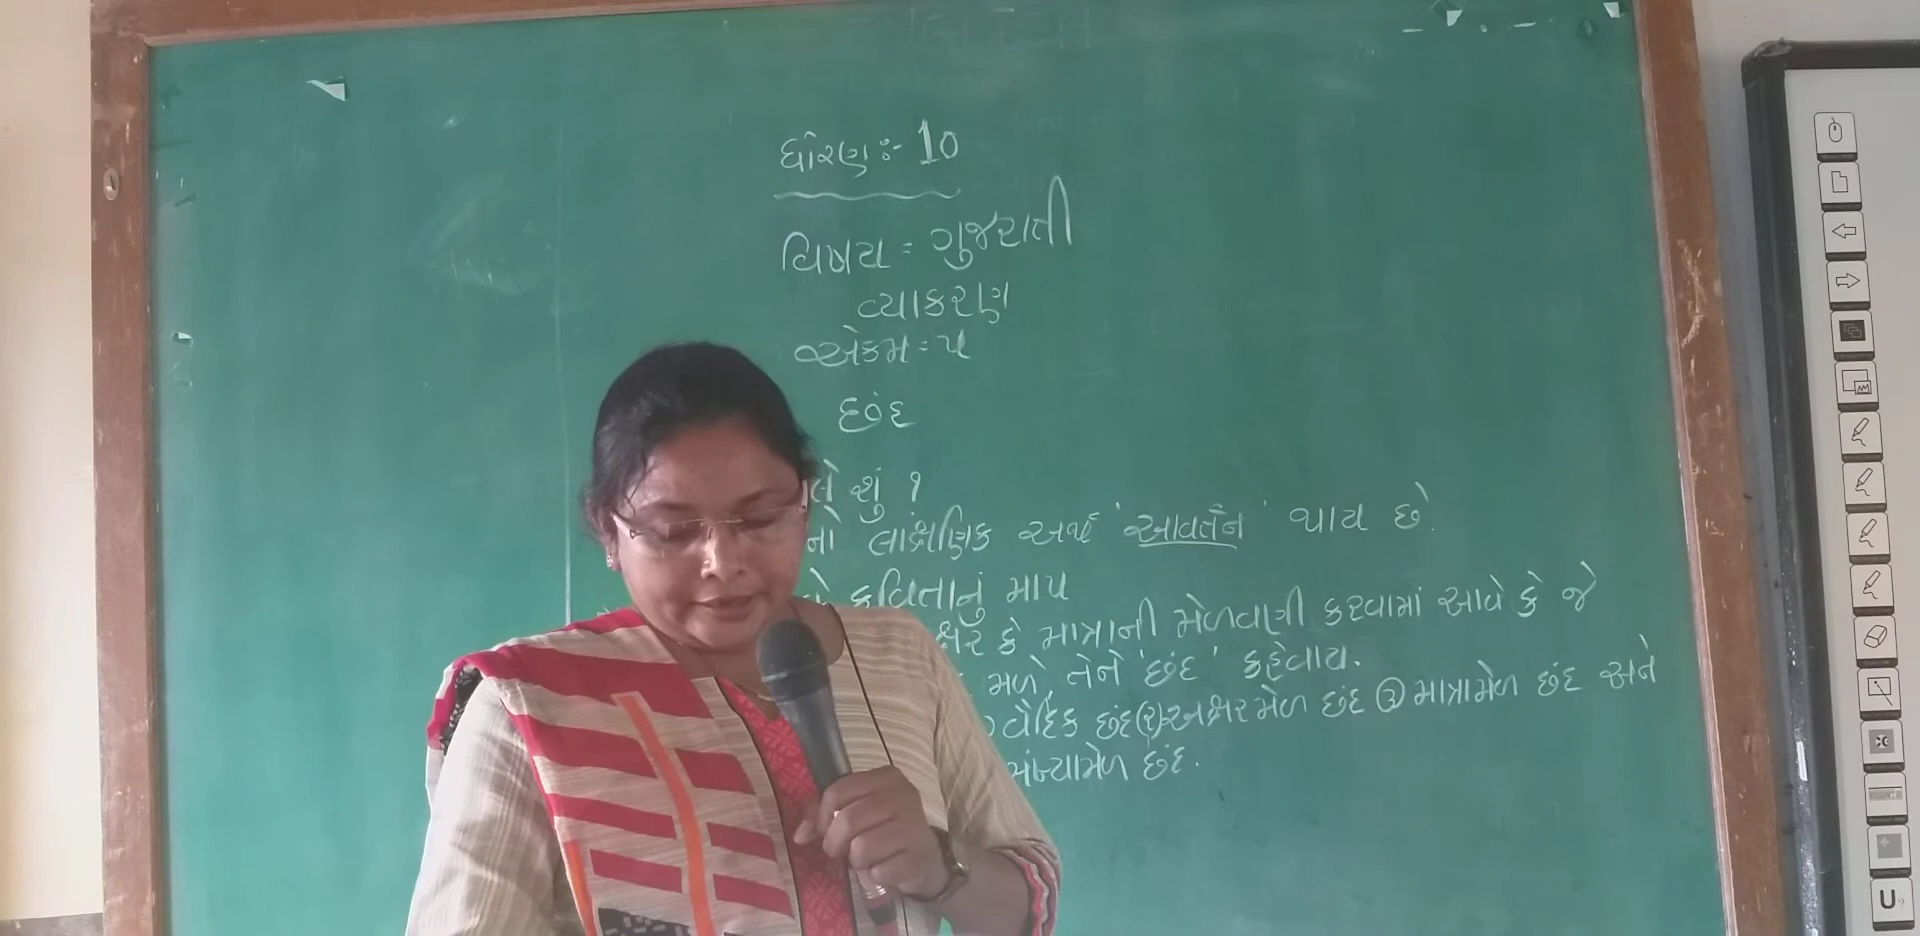 ધોરણઃ- 10
વિષય = ગુજરાતી
વ્યાકરણ
એકમ = ૫
છંદ
લે શું ?
નો લાક્ષણિક અર્થ 'આવર્તન' થાય છે.
કવિતાનું માપ
ક્ષર કે માત્રાની મેળવણી કરવામાં આવે કે જે
મળે, તેને 'છંદ' કહેવાય.
વૈદિક છંદ (૨) અક્ષરમેળ છંદ ③ માત્રામેળ છંદ અને
સંખ્યામેળ છંદ.
U